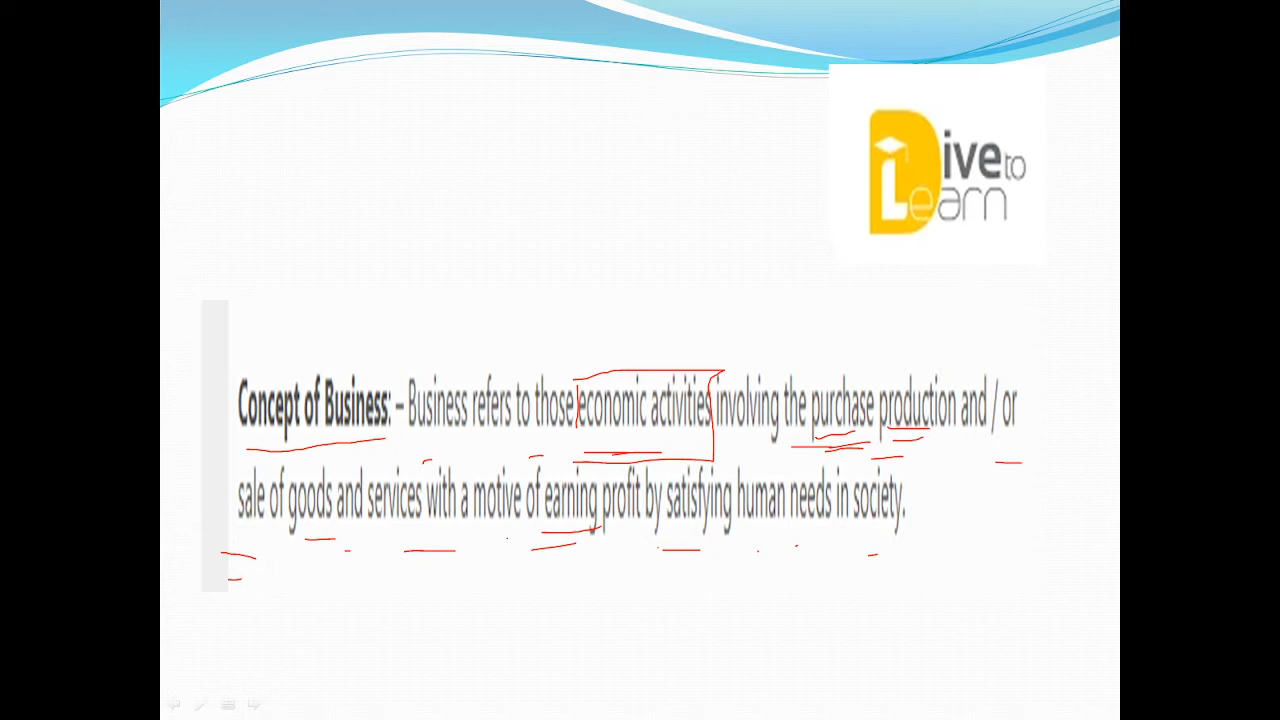 Dive to
Learn
Concept of Business: – Business refers to those economic activities involving the purchase production and / or
sale of goods and services with a motive of earning profit by satisfying human needs in society.